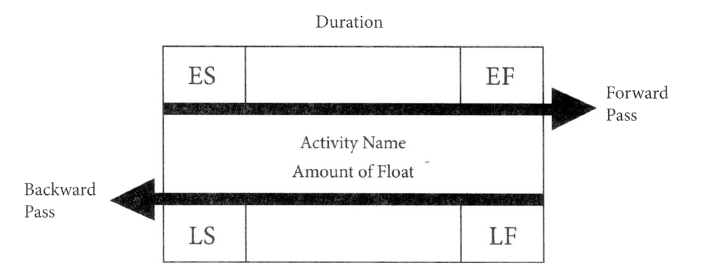 Duration
ES
EF
Forward
Pass
Activity Name
Amount of Float
Backward
Pass
LS
LF